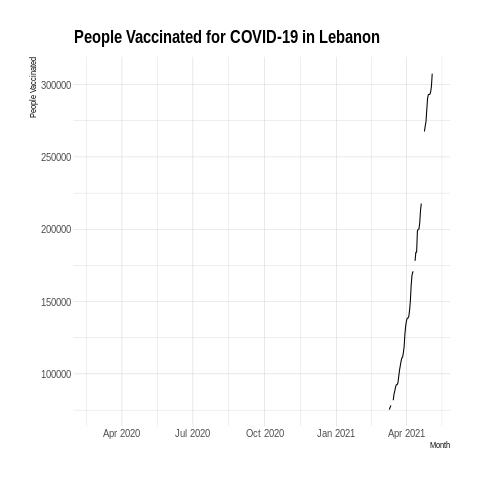 People Vaccinated for COVID-19 in Lebanon
People Vaccinated
300000
250000
200000
150000
100000
Apr 2020 Jul 2020 Oct 2020 Jan 2021 Apr 2021
Month